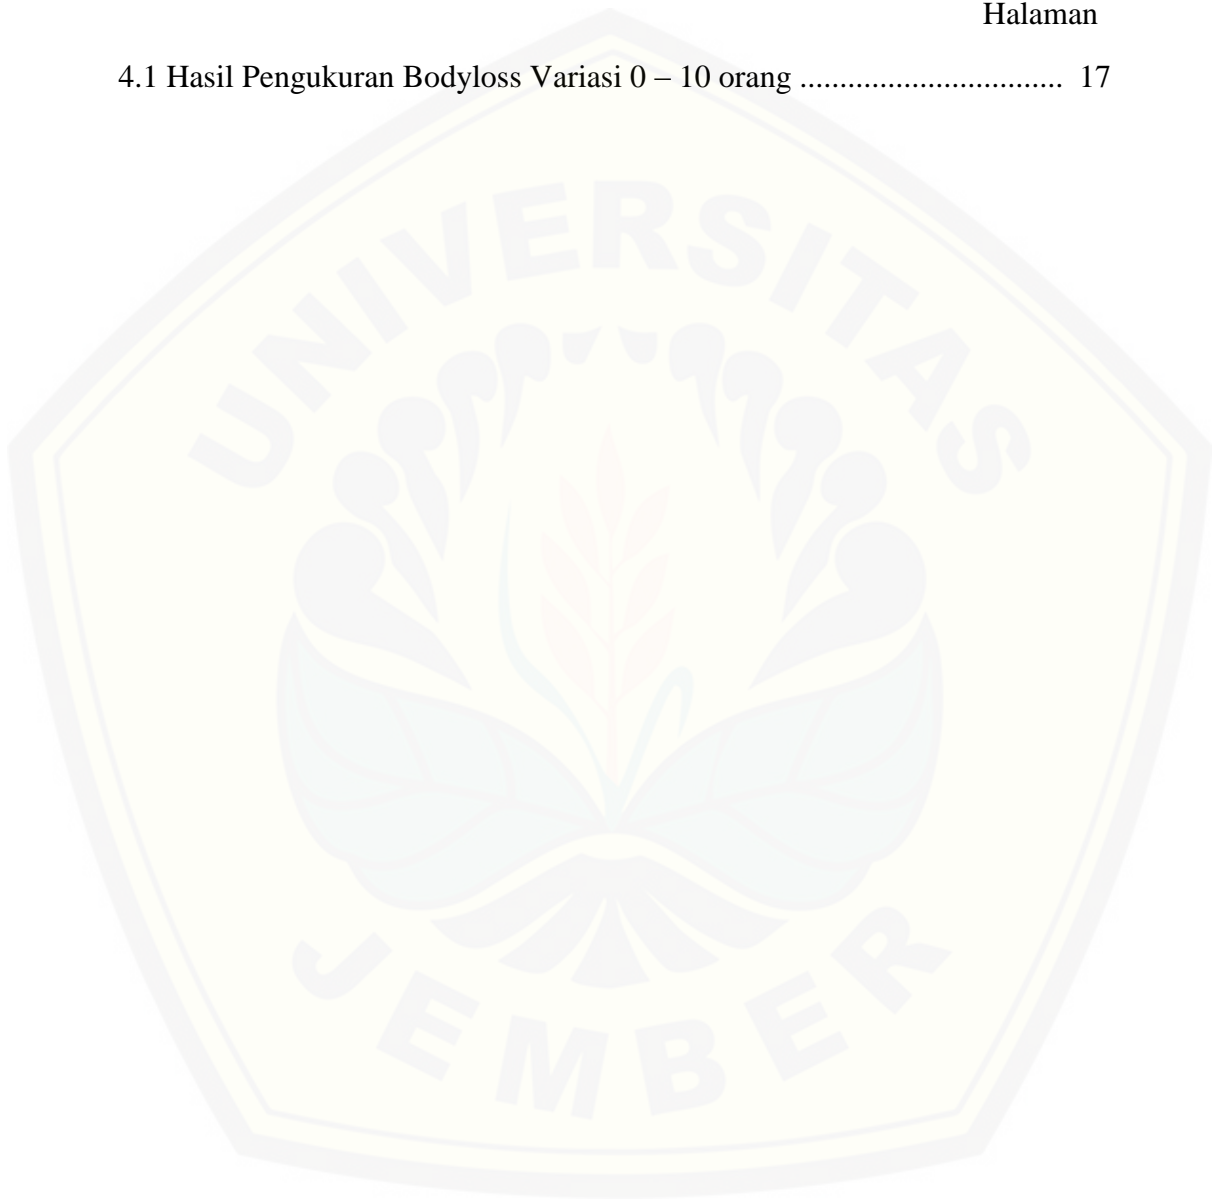 Halaman
4.1 Hasil Pengukuran Bodyloss Variasi 0 – 10 orang ................................. 17
UNIVERSITAS
JEMBER